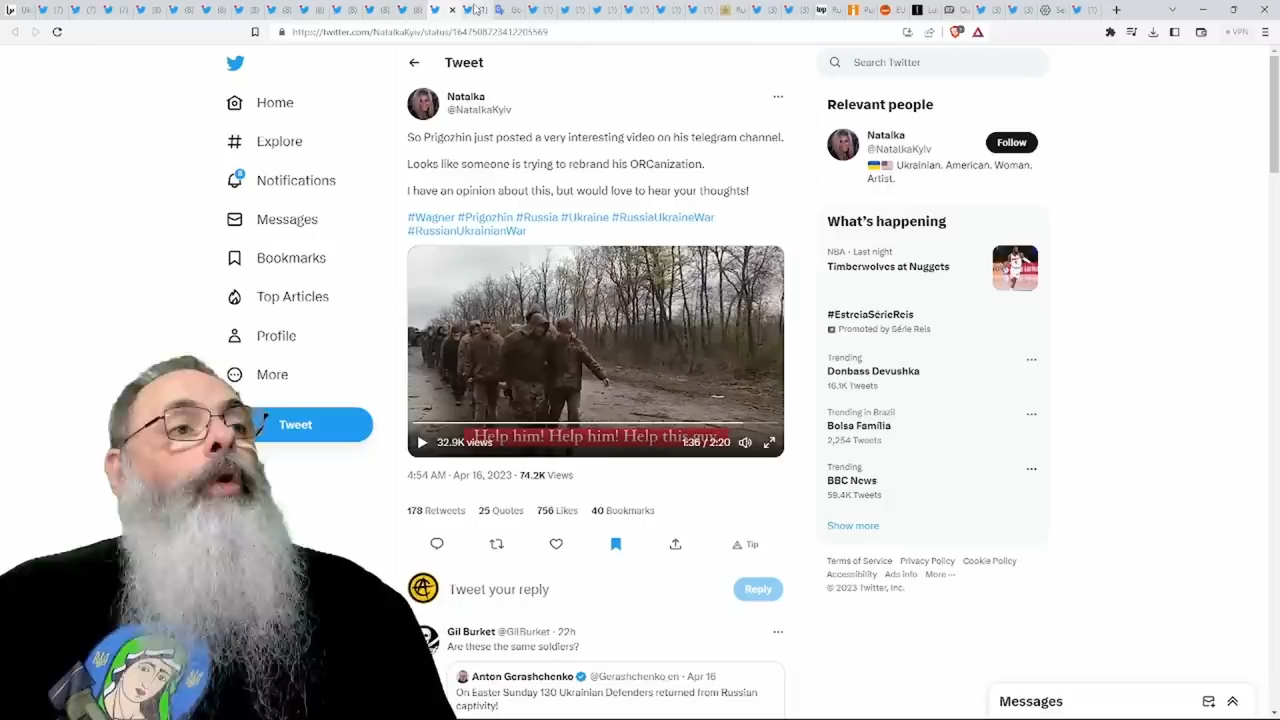 https://twitter.com/NatalkaKyiv/status/1647508723412205569
VPN
Home
Explore
8
Notifications
Messages
Bookmarks
Top Articles
Profile
More
Tweet
Tweet
Natalka
@NatalkaKyiv
So Prigozhin just posted a very interesting video on his telegram channel.
Looks like someone is trying to rebrand his ORCanization.
I have an opinion about this, but would love to hear your thoughts!
#Wagner #Prigozhin #Russia #Ukraine #RussiaUkraineWar
#RussianUkrainianWar
Help him! Help him! Help this guy
32.9K views
1:36 / 2:20
4:54 AM · Apr 16, 2023 · 74.2K Views
178 Retweets 25 Quotes 756 Likes 40 Bookmarks
Tip
Tweet your reply
Reply
Gil Burket @GilBurket · 22h
Are these the same soldiers?
Anton Gerashchenko @Gerashchenko_en · Apr 16
On Easter Sunday 130 Ukrainian Defenders returned from Russian
captivity!
Search Twitter
Relevant people
Natalka
@NatalkaKyiv
Follow
Ukrainian. American. Woman.
Artist.
What's happening
NBA · Last night
Timberwolves at Nuggets
#EstreiaSérieReis
Promoted by Série Reis
Trending
Donbass Devushka
16.1K Tweets
Trending in Brazil
Bolsa Família
2,254 Tweets
Trending
BBC News
59.4K Tweets
Show more
Terms of Service Privacy Policy Cookie Policy
Accessibility Ads info More ···
© 2023 Twitter, Inc.
Messages